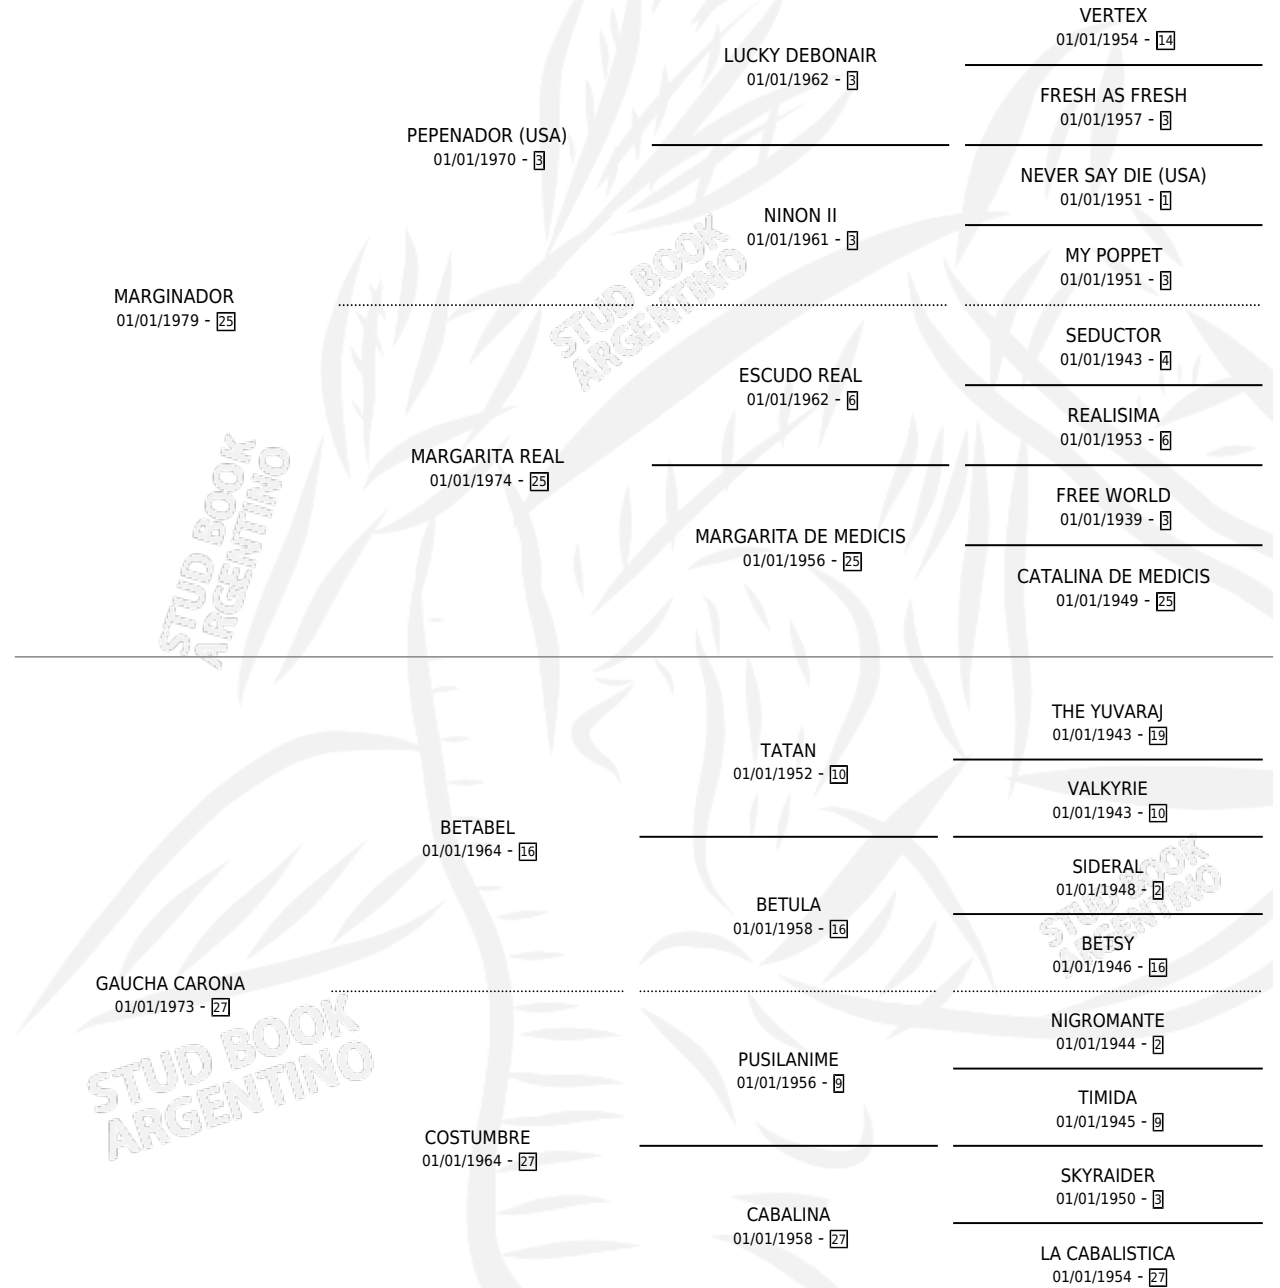 VERTEX
01/01/1954 - 14
LUCKY DEBONAIR
01/01/1962 - 3
FRESH AS FRESH
01/01/1957 - 3
PEPENADOR (USA)
01/01/1970 - 3
NEVER SAY DIE (USA)
01/01/1951 - 1
NINON II
01/01/1961 - 3
MY POPPET
01/01/1951 - 3
MARGINADOR
01/01/1979 - 25
SEDUCTOR
01/01/1943 - 4
ESCUDO REAL
01/01/1962 - 6
REALISIMA
01/01/1953 - 6
MARGARITA REAL
01/01/1974 - 25
FREE WORLD
01/01/1939 - 3
MARGARITA DE MEDICIS
01/01/1956 - 25
CATALINA DE MEDICIS
01/01/1949 - 25
STUD BOOK
ARGENTINO
STUD BOOK
ARGENTINO
THE YUVARAJ
01/01/1943 - 19
TATAN
01/01/1952 - 10
VALKYRIE
01/01/1943 - 10
BETABEL
01/01/1964 - 16
SIDERAL
01/01/1948 - 2
BETULA
01/01/1958 - 16
BETSY
01/01/1946 - 16
STUD BOOK
ARGENTINO
GAUCHA CARONA
01/01/1973 - 27
NIGROMANTE
01/01/1944 - 2
PUSILANIME
01/01/1956 - 9
TIMIDA
01/01/1945 - 9
STUD BOOK
ARGENTINO
COSTUMBRE
01/01/1964 - 27
SKYRAIDER
01/01/1950 - 3
CABALINA
01/01/1958 - 27
LA CABALISTICA
01/01/1954 - 27